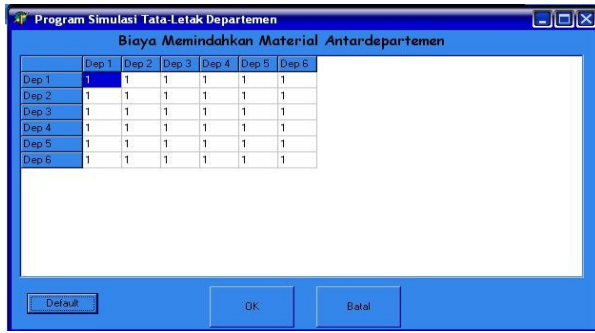 Program Simulasi Tata-Letak Departemen
Biaya Memindahkan Material Antardepartemen
Dep 1 Dep 2 Dep 3 Dep 4 Dep 5 Dep 6
Dep 1 1 1 1 1 1 1
Dep 2 1 1 1 1 1 1
Dep 3 1 1 1 1 1 1
Dep 4 1 1 1 1 1 1
Dep 5 1 1 1 1 1 1
Dep 6 1 1 1 1 1 1
Default OK Batal